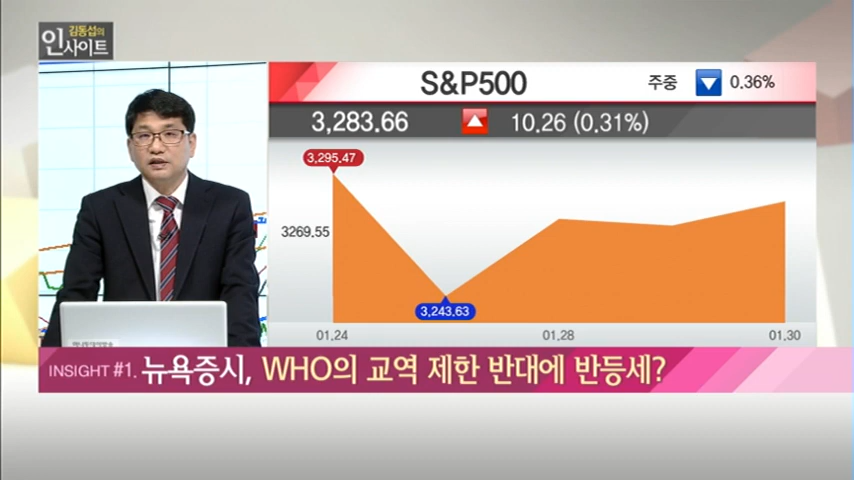 김동섭의
인사이트
S&P500
주중 0.36%
3,283.66 10.26 (0.31%)
3,295.47
3269.55
3,243.63
01.24 01.28 01.30
INSIGHT #1. 뉴욕증시, WHO의 교역 제한 반대에 반등세?